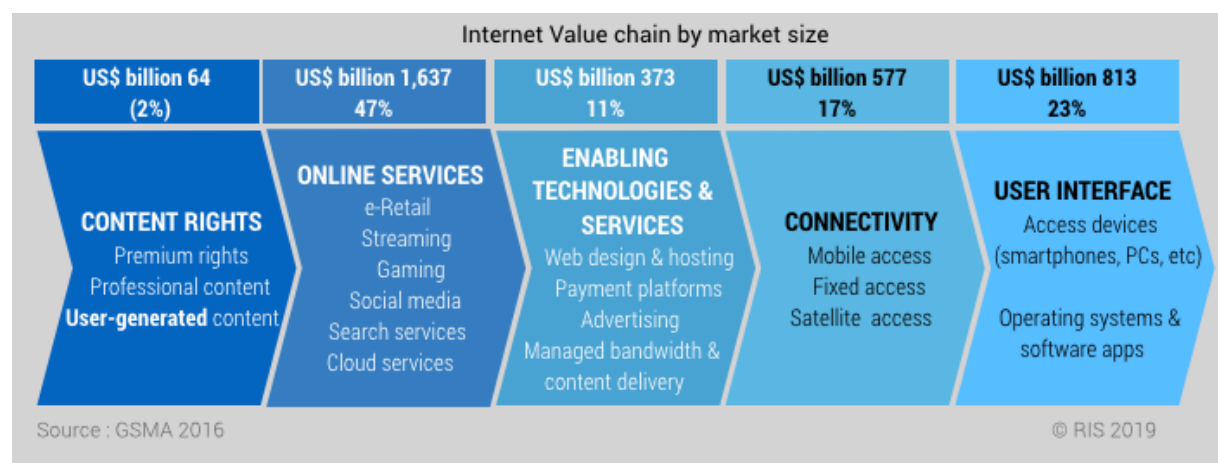 Internet Value chain by market size
US$ billion 64
(2%)
US$ billion 1,637
47%
US$ billion 373
11%
US$ billion 577
17%
US$ billion 813
23%
CONTENT RIGHTS
Premium rights
Professional content
User-generated content
ONLINE SERVICES
e-Retail
Streaming
Gaming
Social media
Search services
Cloud services
ENABLING
TECHNOLOGIES &
SERVICES
Web design & hosting
Payment platforms
Advertising
Managed bandwidth &
content delivery
CONNECTIVITY
Mobile access
Fixed access
Satellite access
USER INTERFACE
Access devices
(smartphones, PCs, etc)
Operating systems &
software apps
Source : GSMA 2016
© RIS 2019